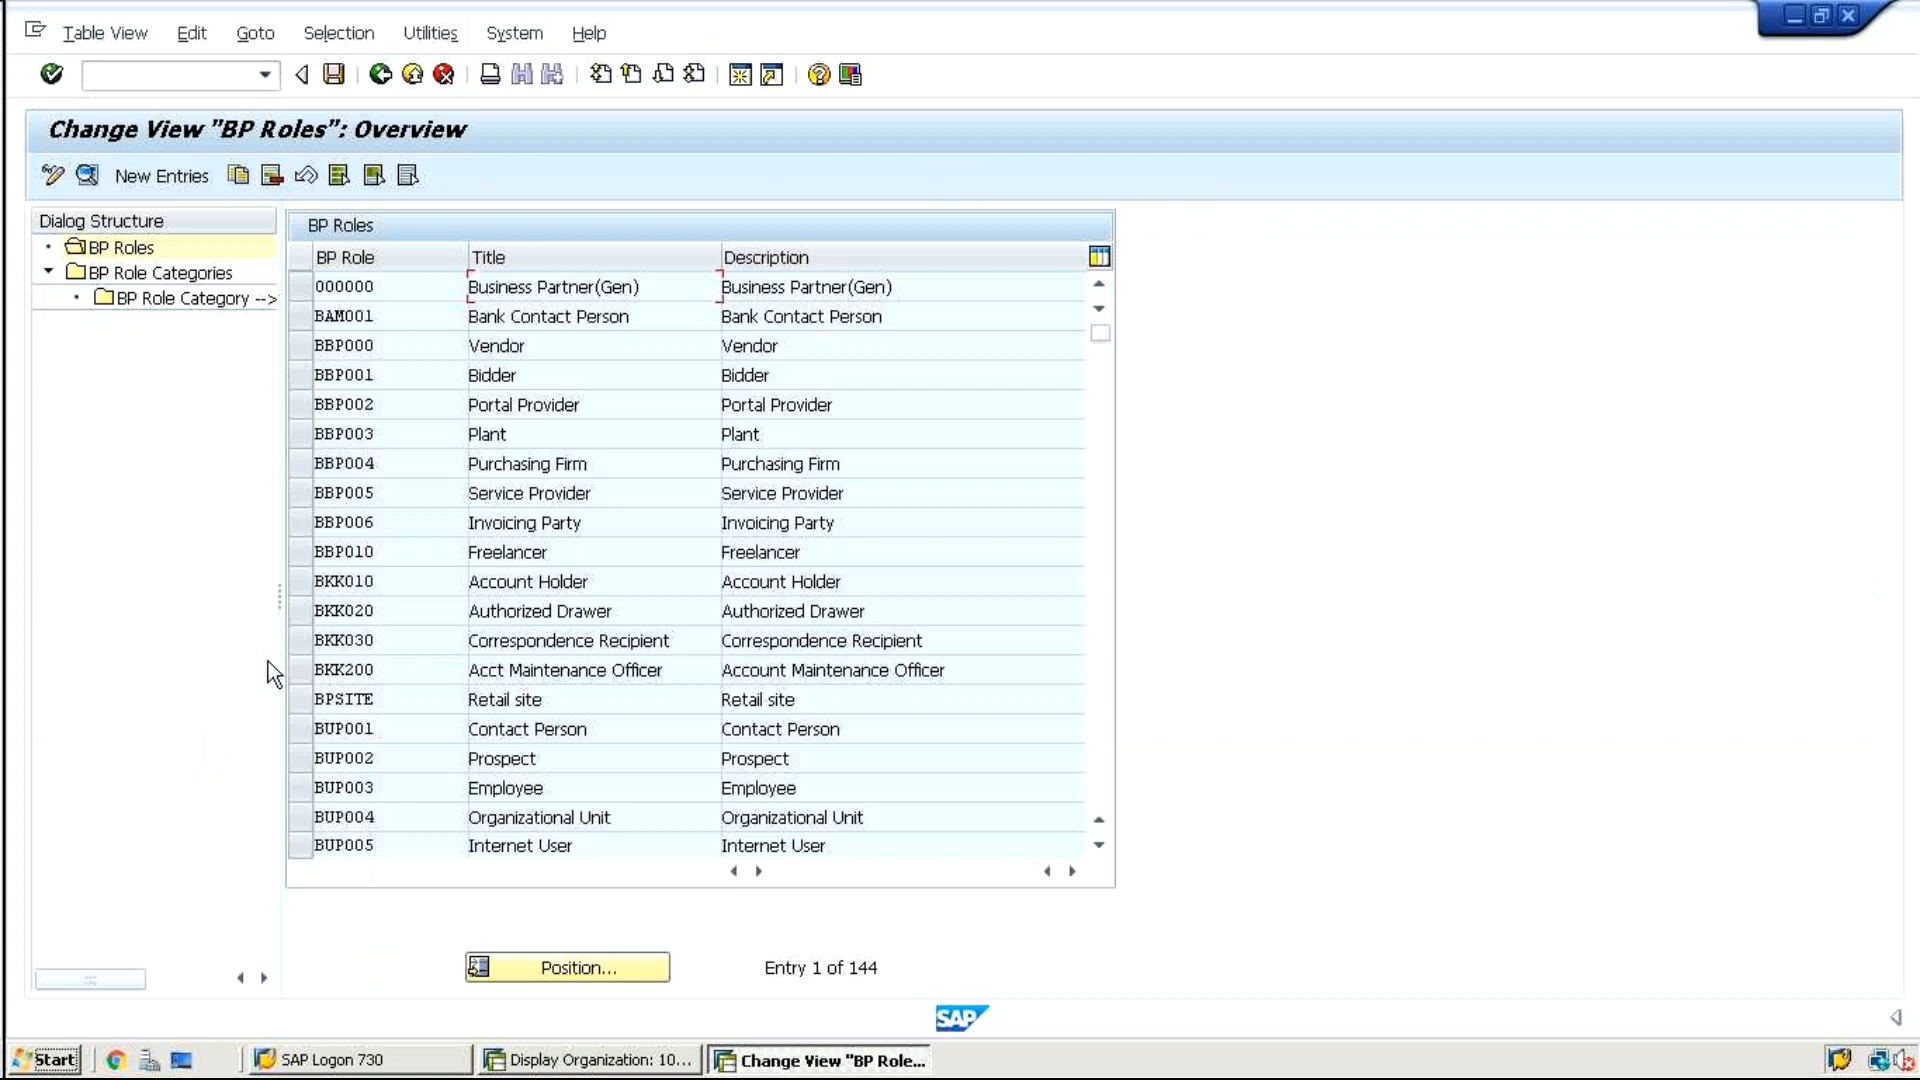 Table View Edit Goto Selection Utilities System Help
Change View "BP Roles": Overview
New Entries
Dialog Structure
BP Roles
BP Role Categories
BP Role Category -->
BP Roles
BP Role Title Description
000000 Business Partner(Gen) Business Partner(Gen)
BAM001 Bank Contact Person Bank Contact Person
BBP000 Vendor Vendor
BBP001 Bidder Bidder
BBP002 Portal Provider Portal Provider
BBP003 Plant Plant
BBP004 Purchasing Firm Purchasing Firm
BBP005 Service Provider Service Provider
BBP006 Invoicing Party Invoicing Party
BBP010 Freelancer Freelancer
BKK010 Account Holder Account Holder
BKK020 Authorized Drawer Authorized Drawer
BKK030 Correspondence Recipient Correspondence Recipient
BKK200 Acct Maintenance Officer Account Maintenance Officer
BPSITE Retail site Retail site
BUP001 Contact Person Contact Person
BUP002 Prospect Prospect
BUP003 Employee Employee
BUP004 Organizational Unit Organizational Unit
BUP005 Internet User Internet User
Position... Entry 1 of 144
SAP
Start SAP Logon 730 Display Organization: 10... Change View "BP Role...